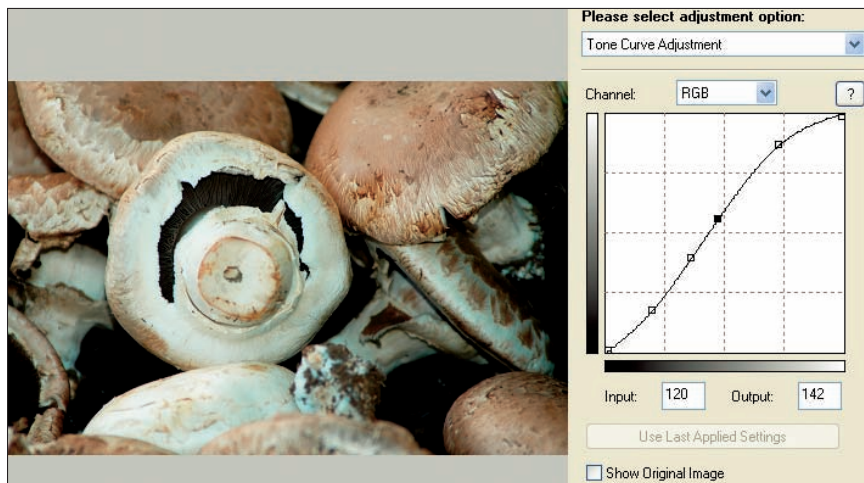 Please select adjustment option:
Tone Curve Adjustment
Channel: RGB ?
Input: 120 Output: 142
Use Last Applied Settings
Show Original Image